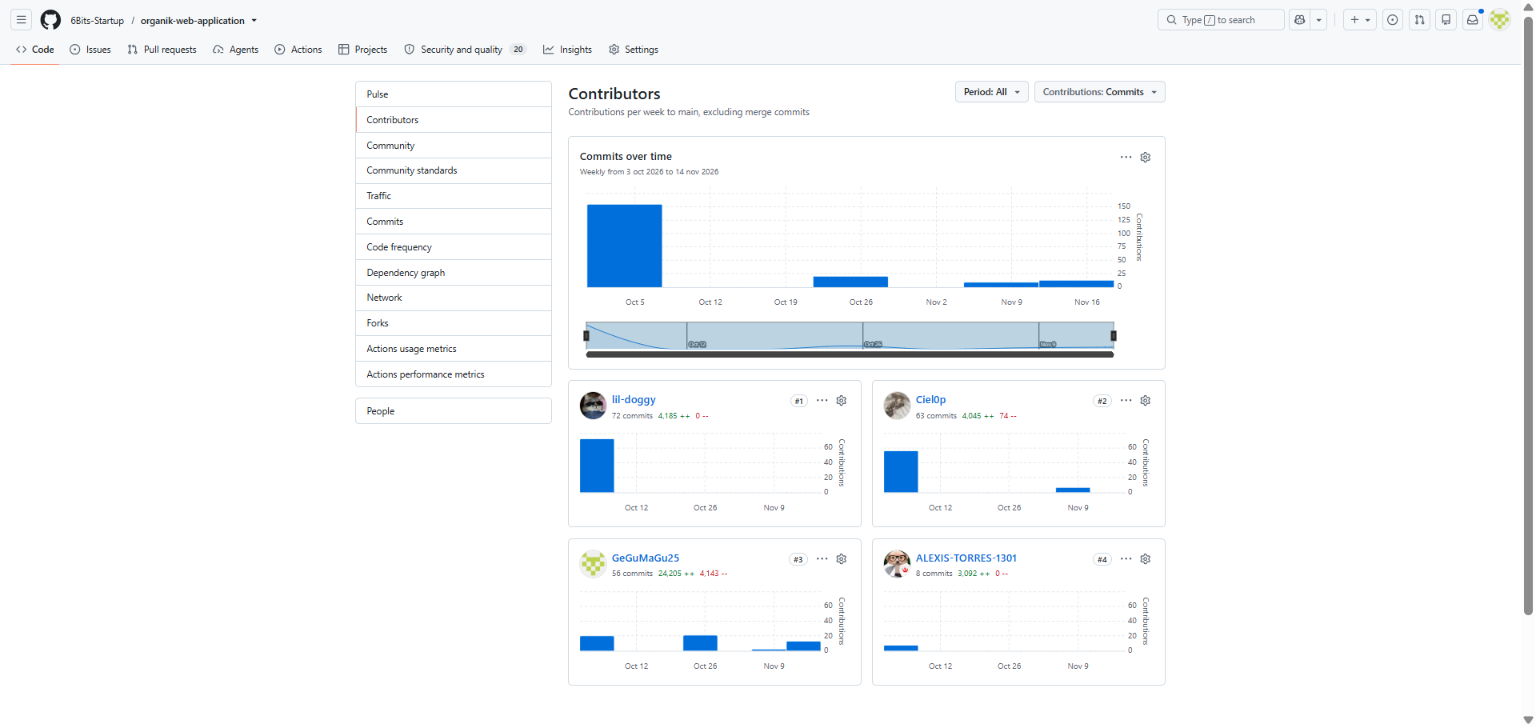 6Bits-Startup / organik-web-application
Type / to search
Code Issues Pull requests Agents Actions Projects Security and quality 20 Insights Settings
Pulse
Contributors
Community
Community standards
Traffic
Commits
Code frequency
Dependency graph
Network
Forks
Actions usage metrics
Actions performance metrics
People
Contributors
Contributions per week to main, excluding merge commits
Period: All
Contributions: Commits
Commits over time
Weekly from 3 oct 2026 to 14 nov 2026
150
125
100
75
50
25
0
Contributions
Oct 5 Oct 12 Oct 19 Oct 26 Nov 2 Nov 9 Nov 16
Oct 12 Oct 26 Nov 9
lil-doggy
#1
72 commits 4,185 ++ 0 --
60
40
20
0
Contributions
Oct 12 Oct 26 Nov 9
Ciel0p
#2
63 commits 4,045 ++ 74 --
60
40
20
0
Contributions
Oct 12 Oct 26 Nov 9
GeGuMaGu25
#3
56 commits 24,205 ++ 4,143 --
60
40
20
0
Contributions
Oct 12 Oct 26 Nov 9
ALEXIS-TORRES-1301
#4
8 commits 3,092 ++ 0 --
60
40
20
0
Contributions
Oct 12 Oct 26 Nov 9